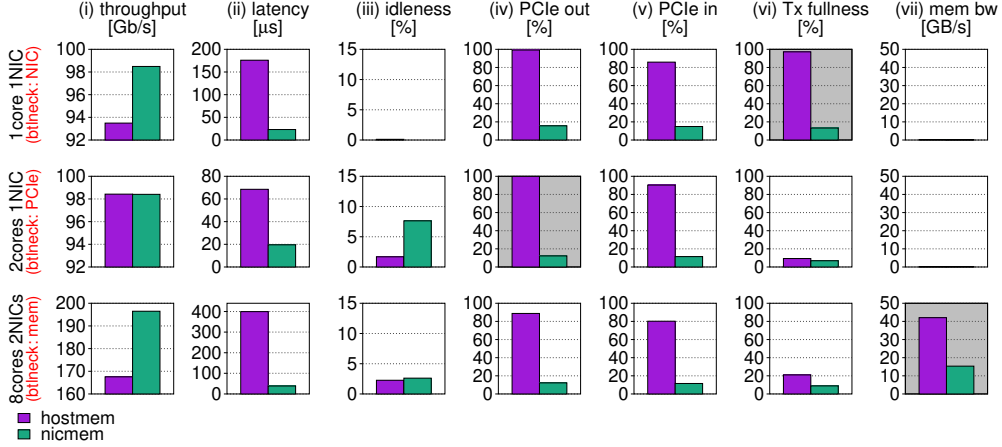 (i) throughput (ii) latency (iii) idleness (iv) PCIe out (v) PCIe in (vi) Tx fullness (vii) mem bw
[Gb/s] [µs] [%] [%] [%] [%] [GB/s]
1core 1NIC
(btlneck: NIC)
100 200 15 100 100 100 50
98 150 10 80 80 80 40
96 100 5 60 60 60 30
94 50 0 40 40 40 20
92 0 20 20 20 10
0 0 0 0
2cores 1NIC
(btlneck: PCIe)
100 80 15 100 100 100 50
98 60 10 80 80 80 40
96 40 5 60 60 60 30
94 20 0 40 40 40 20
92 0 20 20 20 10
0 0 0 0
8cores 2NICs
(btlneck: mem)
200 400 15 100 100 100 50
190 300 10 80 80 80 40
180 200 5 60 60 60 30
170 100 0 40 40 40 20
160 0 20 20 20 10
0 0 0 0
hostmem
nicmem